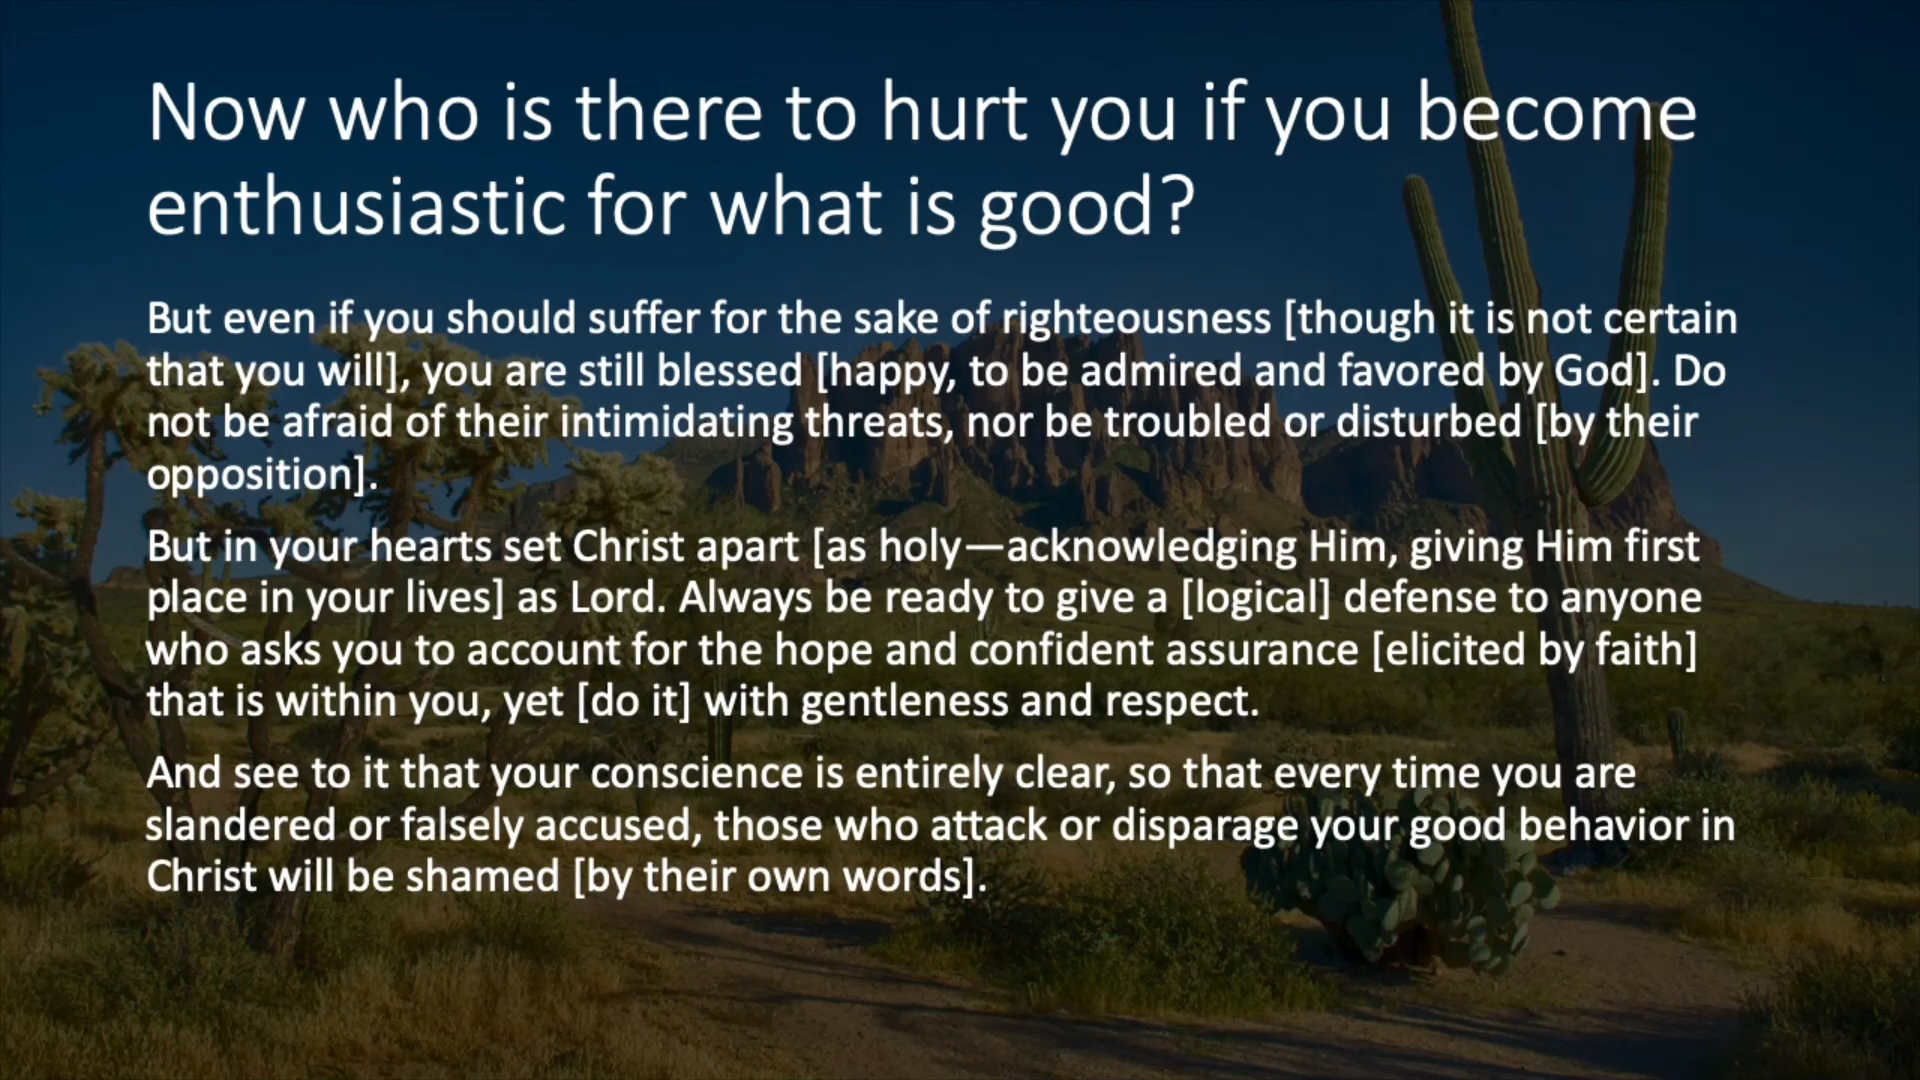 Now who is there to hurt you if you become
enthusiastic for what is good?
But even if you should suffer for the sake of righteousness [though it is not certain
that you will], you are still blessed [happy, to be admired and favored by God]. Do
not be afraid of their intimidating threats, nor be troubled or disturbed [by their
opposition].
But in your hearts set Christ apart [as holy—acknowledging Him, giving Him first
place in your lives] as Lord. Always be ready to give a [logical] defense to anyone
who asks you to account for the hope and confident assurance [elicited by faith]
that is within you, yet [do it] with gentleness and respect.
And see to it that your conscience is entirely clear, so that every time you are
slandered or falsely accused, those who attack or disparage your good behavior in
Christ will be shamed [by their own words].